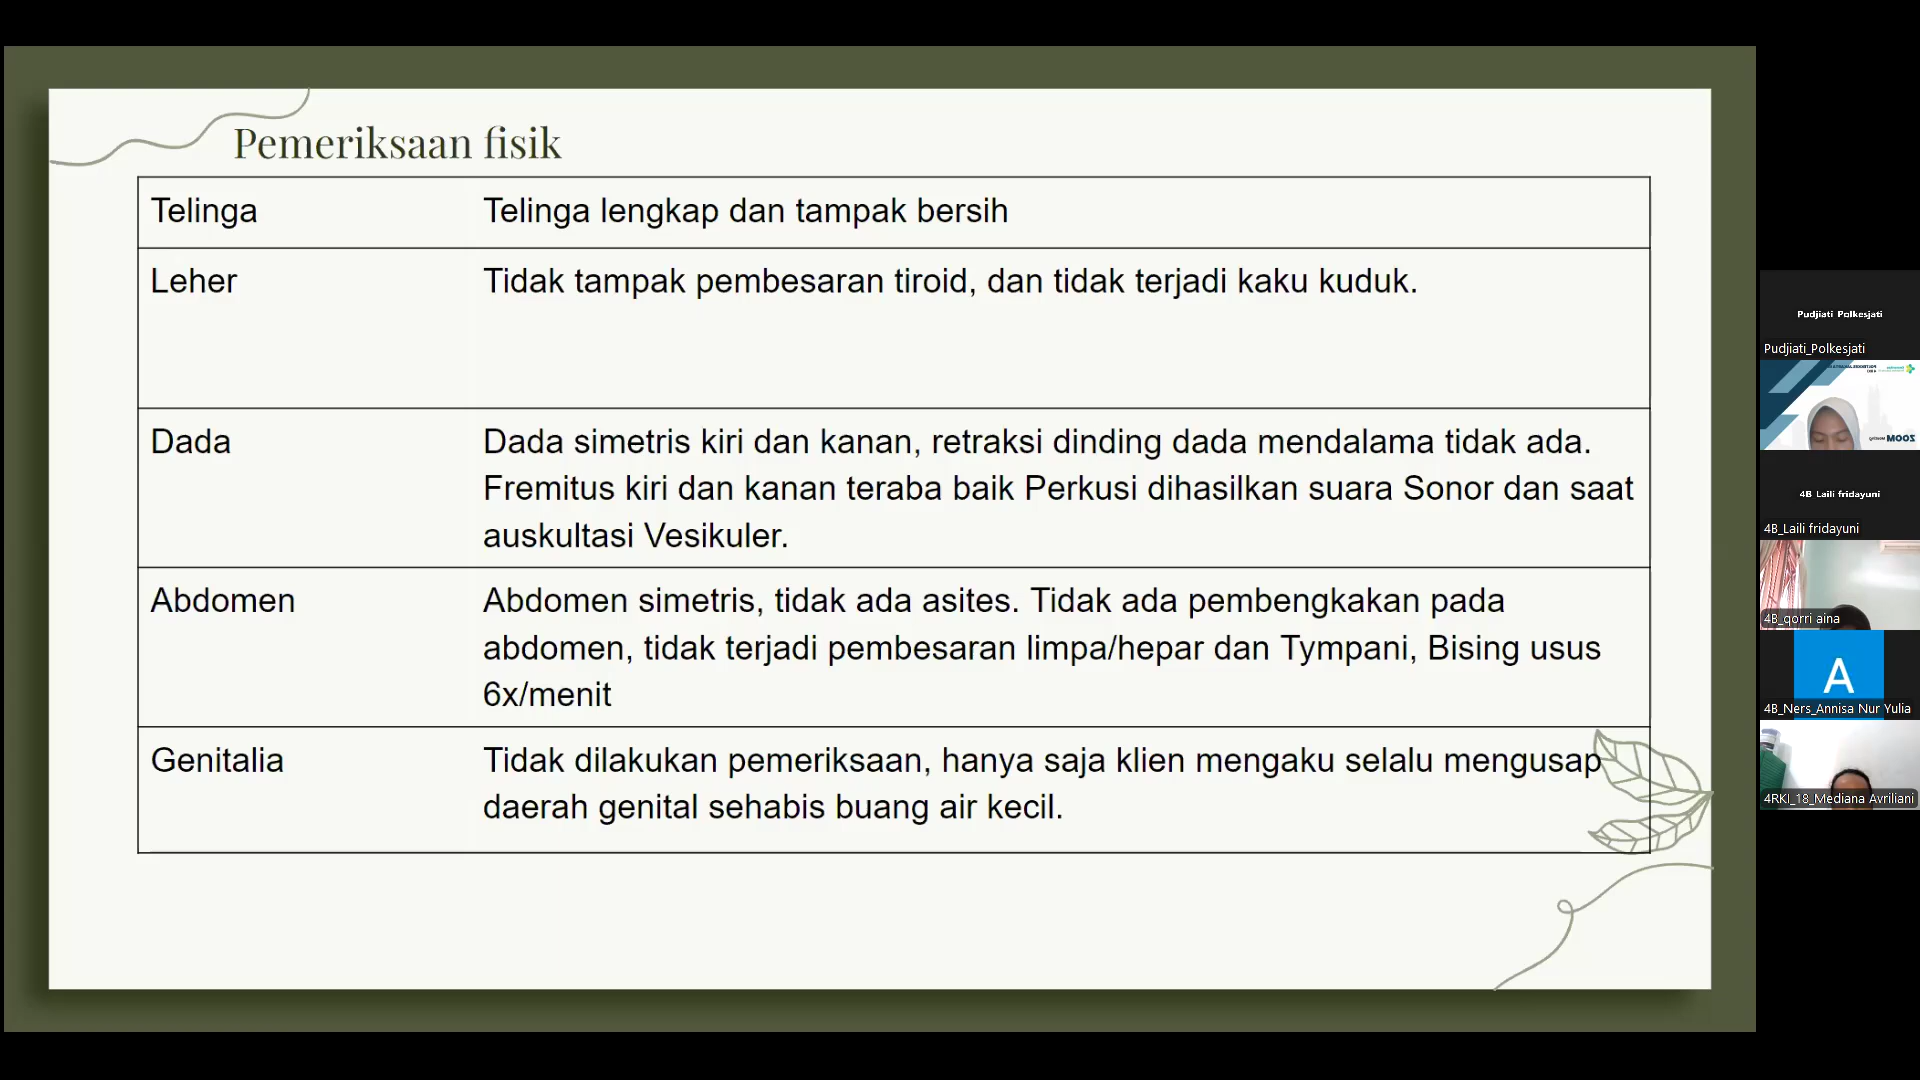 Pemeriksaan fisik
Telinga
Telinga lengkap dan tampak bersih
Leher
Tidak tampak pembesaran tiroid, dan tidak terjadi kaku kuduk.
Dada
Dada simetris kiri dan kanan, retraksi dinding dada mendalama tidak ada.
Fremitus kiri dan kanan teraba baik Perkusi dihasilkan suara Sonor dan saat
auskultasi Vesikuler.
Abdomen
Abdomen simetris, tidak ada asites. Tidak ada pembengkakan pada
abdomen, tidak terjadi pembesaran limpa/hepar dan Tympani, Bising usus
6x/menit
Genitalia
Tidak dilakukan pemeriksaan, hanya saja klien mengaku selalu mengusap
daerah genital sehabis buang air kecil.
Pudjiati Polkesjati
Pudjiati_Polkesjati
ZOOM
4B Laili fridayuni
4B_Laili fridayuni
4B_qorri aina
A
4B_Ners_Annisa Nur Yulia
4RKI_18_Mediana Avriliani